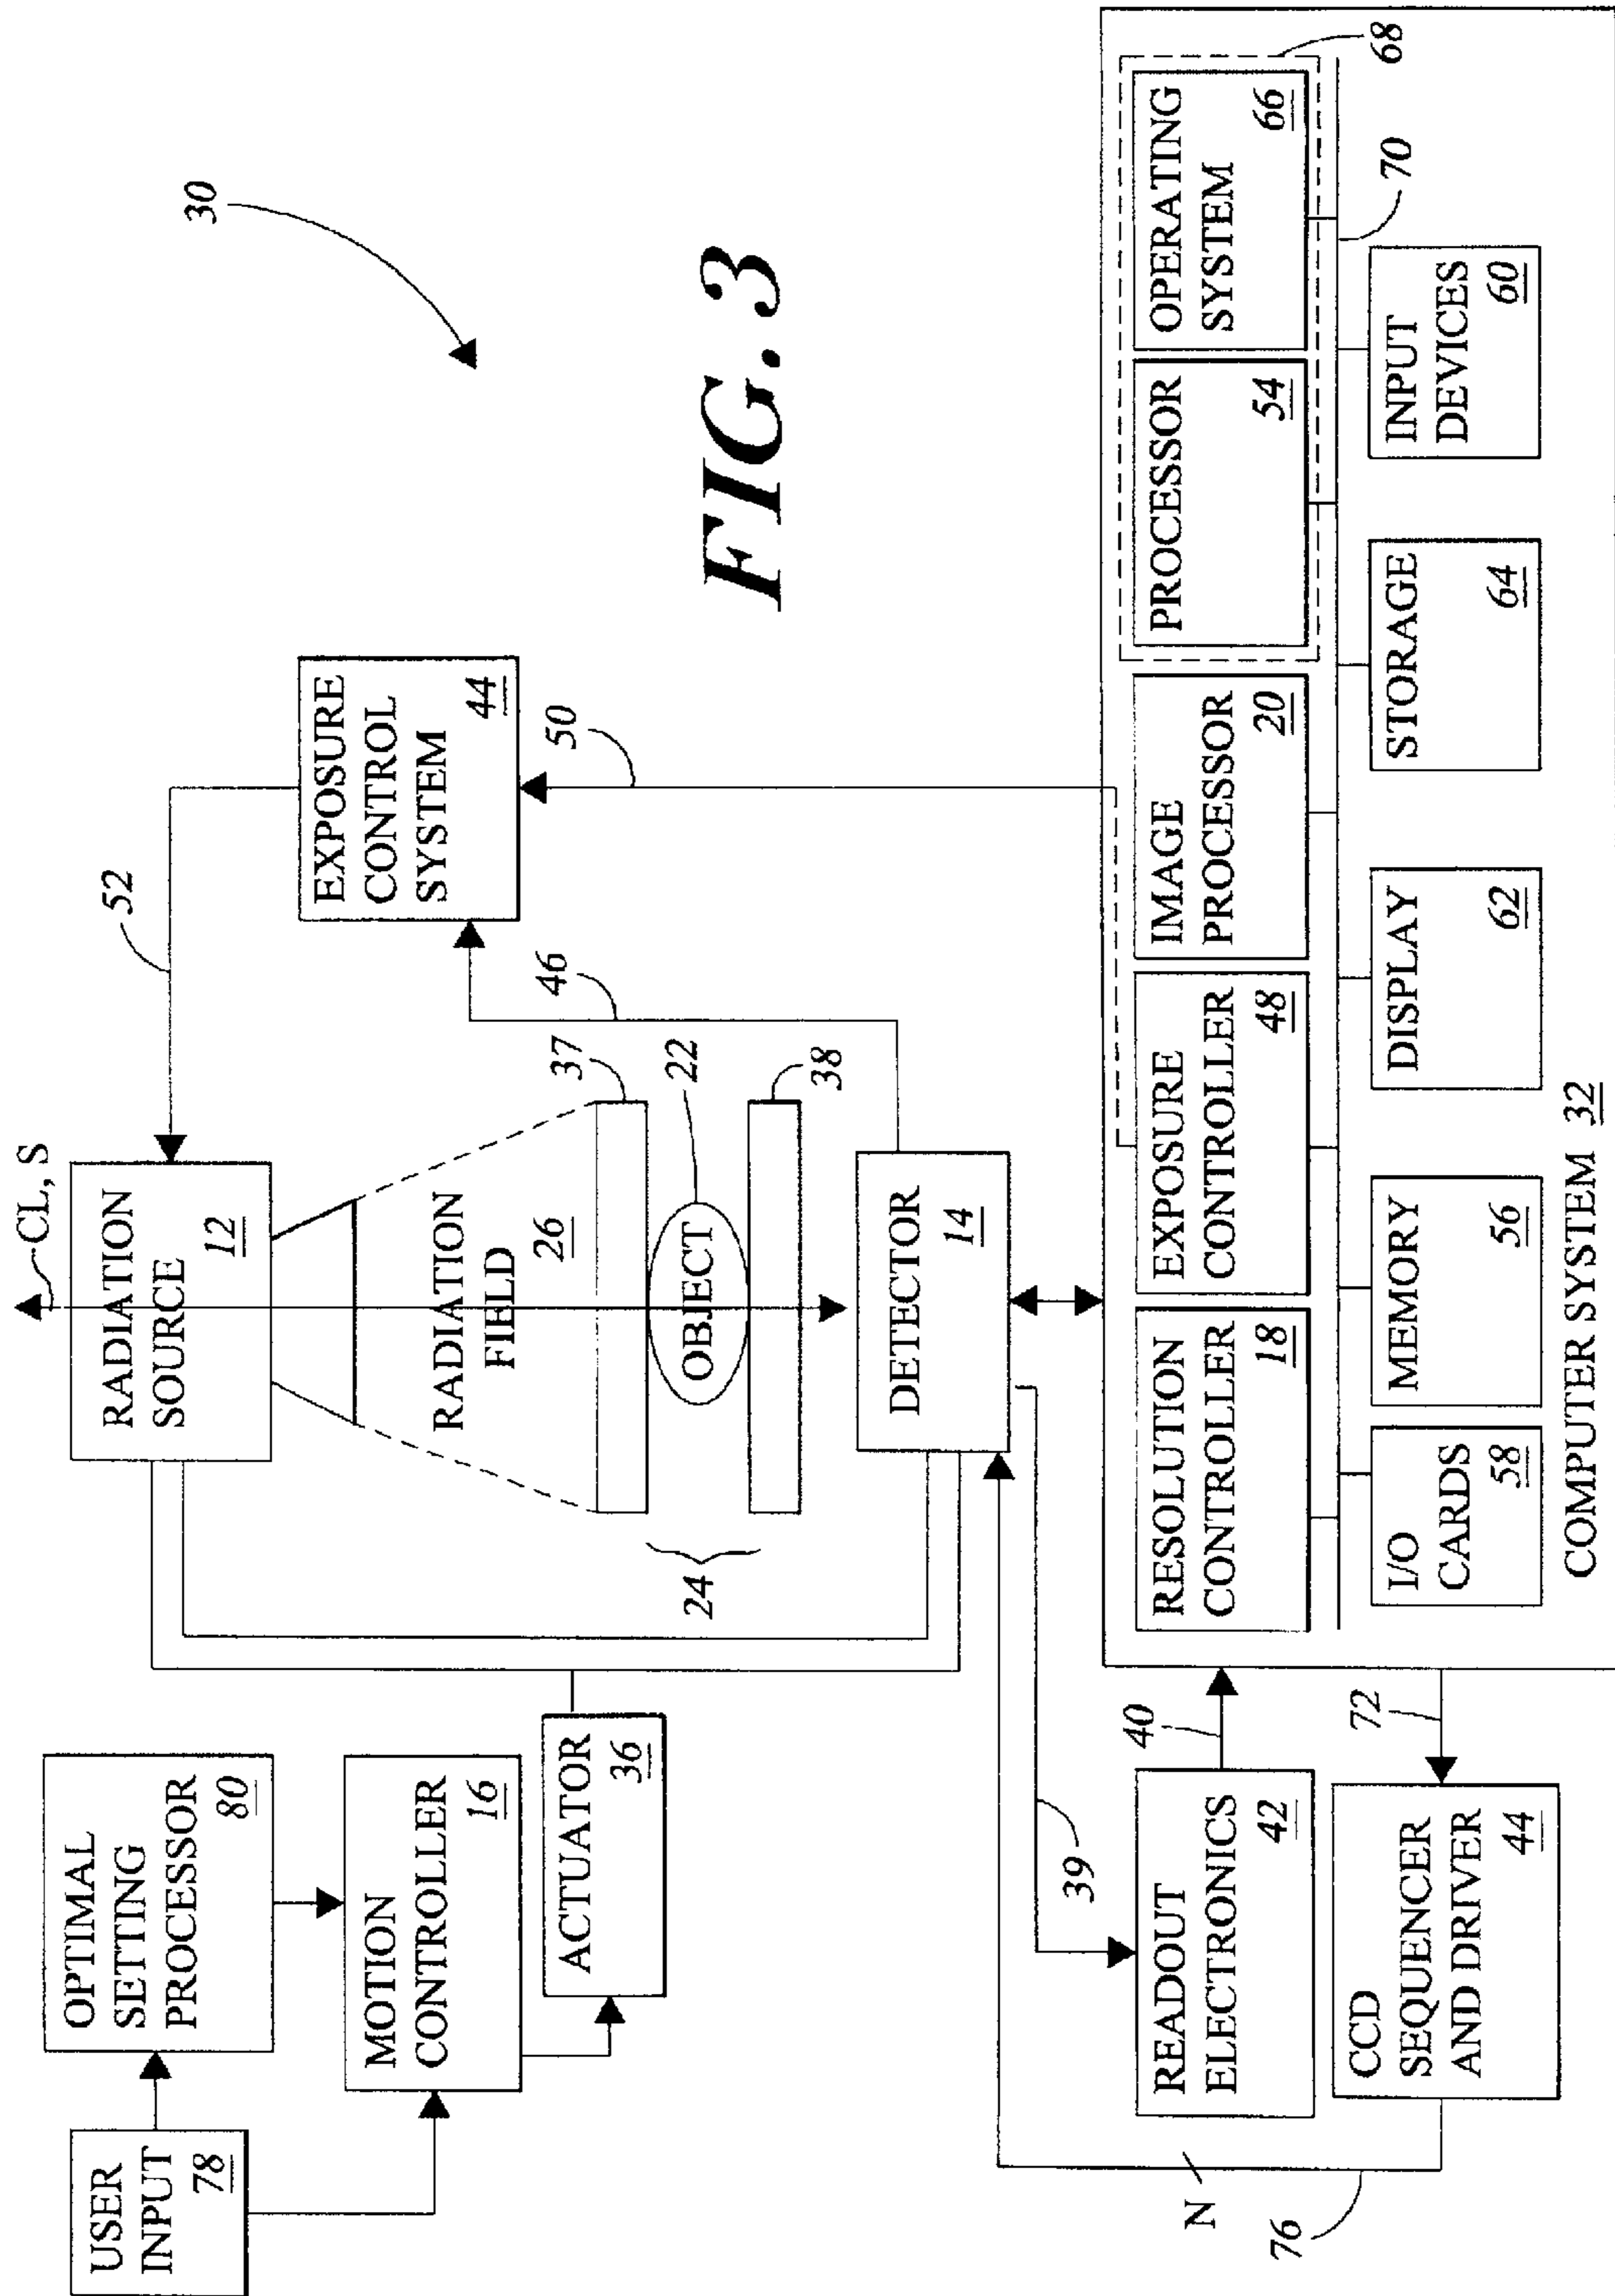 USER
INPUT
78
OPTIMAL
SETTING
PROCESSOR
80
MOTION
CONTROLLER
16
ACTUATOR
36
CL, S
RADIATION
SOURCE
12
RADIATION
FIELD
26
24
37
OBJECT
22
38
DETECTOR
14
46
52
EXPOSURE
CONTROL
SYSTEM
44
50
30
FIG. 3
N
76
39
READOUT
ELECTRONICS
42
40
CCD
SEQUENCER
AND DRIVER
44
72
RESOLUTION
CONTROLLER
18
EXPOSURE
CONTROLLER
48
IMAGE
PROCESSOR
20
PROCESSOR
54
OPERATING
SYSTEM
66
68
70
I/O
CARDS
58
MEMORY
56
DISPLAY
62
STORAGE
64
INPUT
DEVICES
60
COMPUTER SYSTEM 32